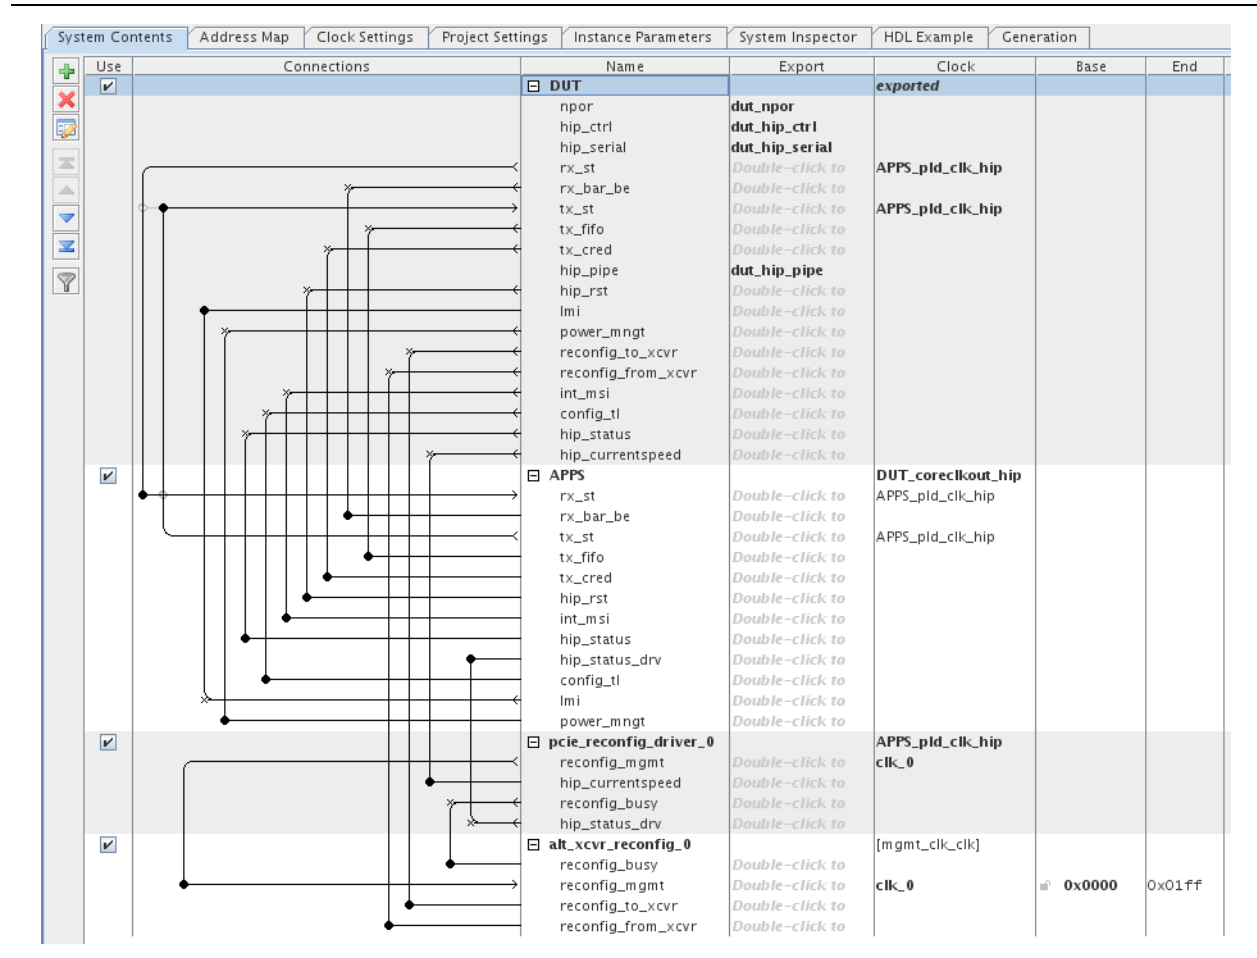 System Contents Address Map Clock Settings Project Settings Instance Parameters System Inspector HDL Example Generation
Use Connections Name Export Clock Base End
DUT exported
npor dut_npor
hip_ctrl dut_hip_ctrl
hip_serial dut_hip_serial
rx_st Double-click to APPS_pld_clk_hip
rx_bar_be Double-click to
tx_st Double-click to APPS_pld_clk_hip
tx_fifo Double-click to
tx_cred Double-click to
hip_pipe dut_hip_pipe
hip_rst Double-click to
lmi Double-click to
power_mngt Double-click to
reconfig_to_xcvr Double-click to
reconfig_from_xcvr Double-click to
int_msi Double-click to
config_tl Double-click to
hip_status Double-click to
hip_currentspeed Double-click to
APPS DUT_coreclkout_hip
rx_st Double-click to APPS_pld_clk_hip
rx_bar_be Double-click to
tx_st Double-click to APPS_pld_clk_hip
tx_fifo Double-click to
tx_cred Double-click to
hip_rst Double-click to
int_msi Double-click to
hip_status Double-click to
hip_status_drv Double-click to
config_tl Double-click to
lmi Double-click to
power_mngt Double-click to
pcie_reconfig_driver_0 APPS_pld_clk_hip
reconfig_mgmt Double-click to clk_0
hip_currentspeed Double-click to
reconfig_busy Double-click to
hip_status_drv Double-click to
alt_xcvr_reconfig_0 [mgmt_clk_clk]
reconfig_busy Double-click to
reconfig_mgmt Double-click to clk_0 0x0000 0x01ff
reconfig_to_xcvr Double-click to
reconfig_from_xcvr Double-click to